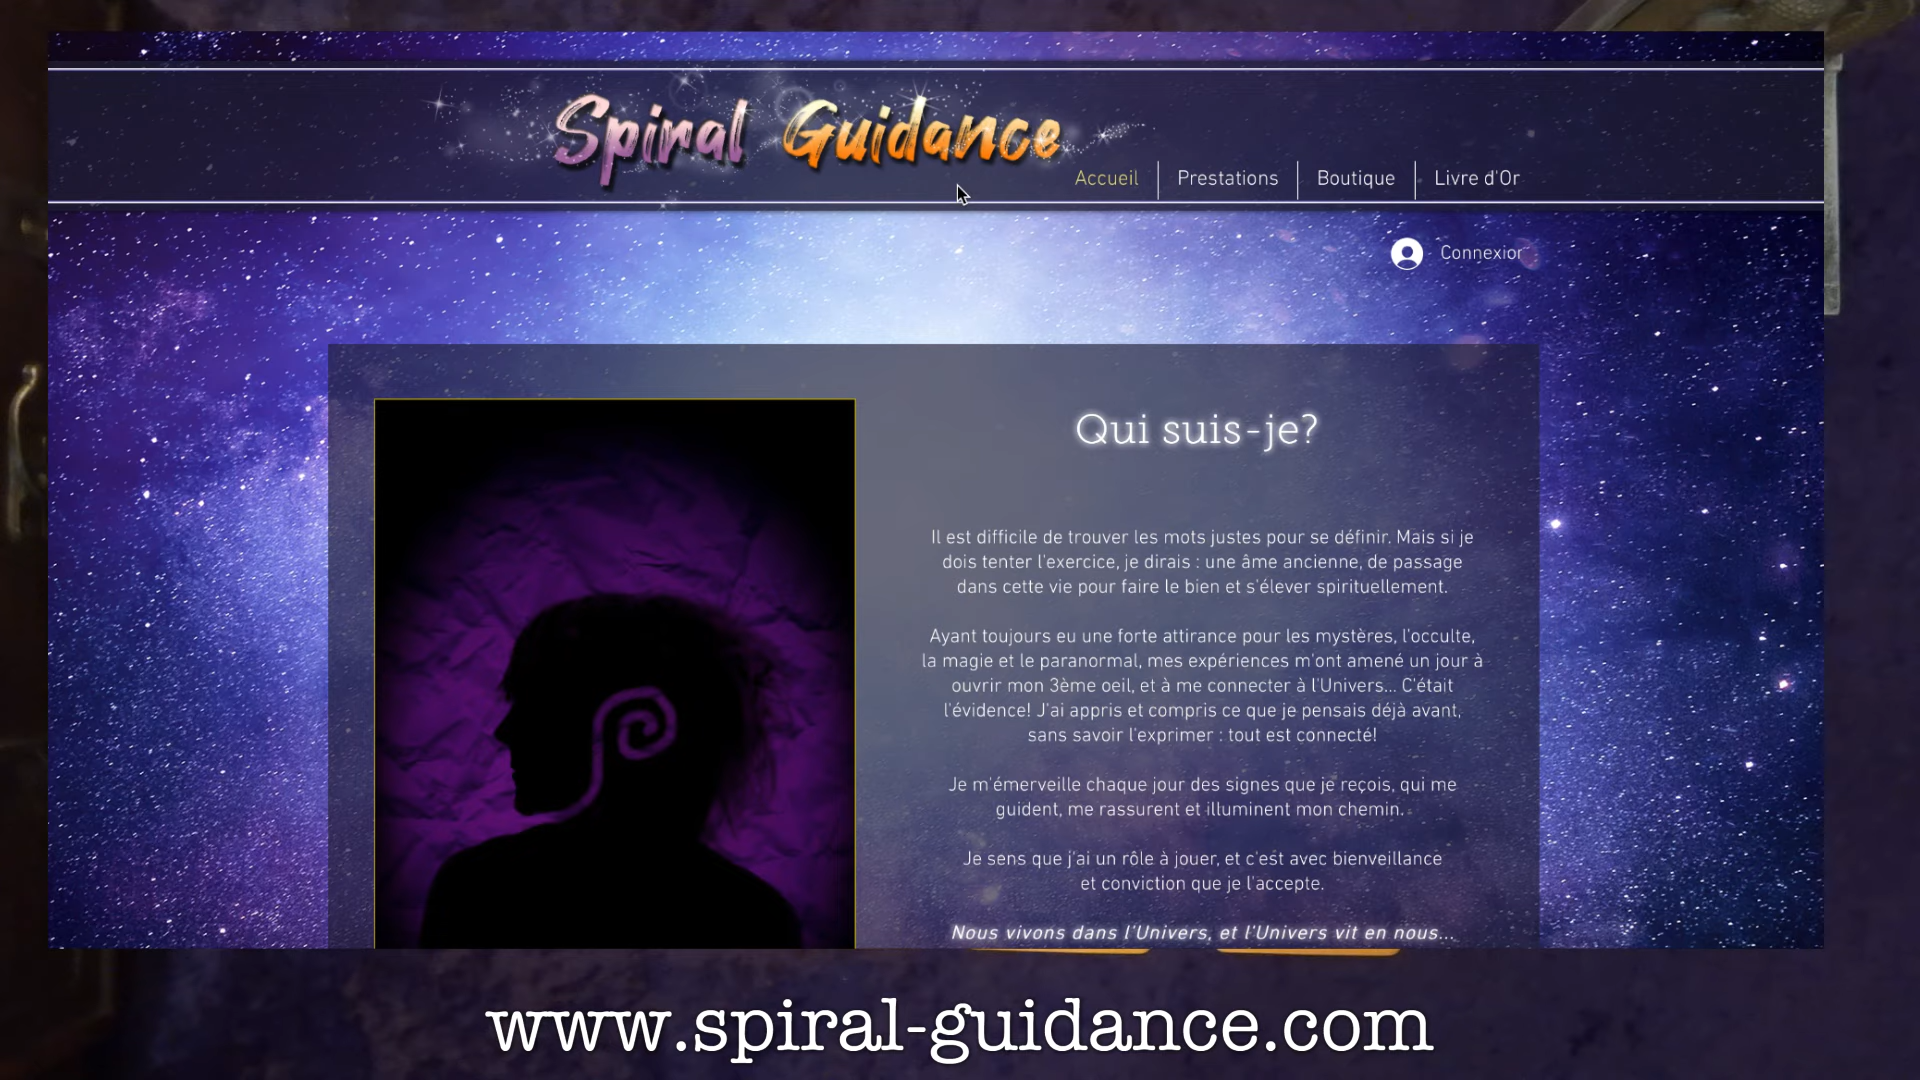 Spiral Guidance
Accueil
Prestations
Boutique
Livre d'Or
Connexion
Qui suis-je?
Il est difficile de trouver les mots justes pour se définir. Mais si je
dois tenter l'exercice, je dirais : une âme ancienne, de passage
dans cette vie pour faire le bien et s'élever spirituellement.
Ayant toujours eu une forte attirance pour les mystères, l'occulte,
la magie et le paranormal, mes expériences m'ont amené un jour à
ouvrir mon 3ème oeil, et à me connecter à l'Univers... C'était
l'évidence! J'ai appris et compris ce que je pensais déjà avant,
sans savoir l'exprimer : tout est connecté!
Je m'émerveille chaque jour des signes que je reçois, qui me
guident, me rassurent et illuminent mon chemin.
Je sens que j'ai un rôle à jouer, et c'est avec bienveillance
et conviction que je l'accepte.
Nous vivons dans l'Univers, et l'Univers vit en nous...
www.spiral-guidance.com